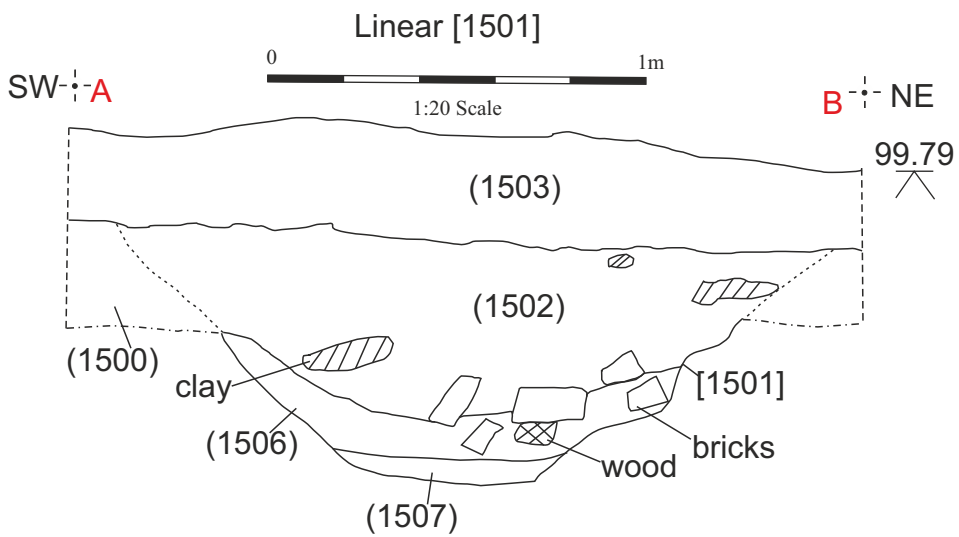 Linear [1501]
0 1m
SW A
B NE
1:20 Scale
99.79
(1503)
(1502)
(1500)
clay
[1501]
(1506)
bricks
wood
(1507)